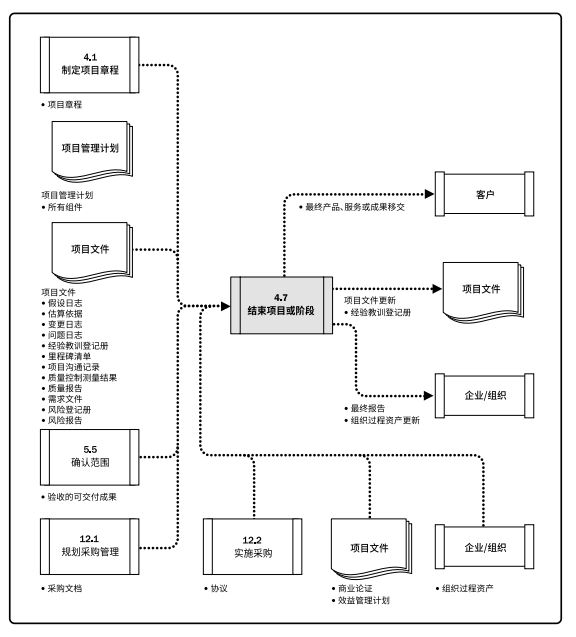 4.1
制定项目章程
• 项目章程
项目管理计划
项目管理计划
• 所有组件
项目文件
项目文件
• 假设日志
• 估算依据
• 变更日志
• 问题日志
• 经验教训登记册
• 里程碑清单
• 项目沟通记录
• 质量控制测量结果
• 质量报告
• 需求文件
• 风险登记册
• 风险报告
5.5
确认范围
• 验收的可交付成果
12.1
规划采购管理
• 采购文档
4.7
结束项目或阶段
• 最终产品、服务或成果移交
客户
项目文件更新
• 经验教训登记册
项目文件
• 最终报告
• 组织过程资产更新
企业/组织
12.2
实施采购
• 协议
项目文件
• 商业论证
• 效益管理计划
企业/组织
• 组织过程资产